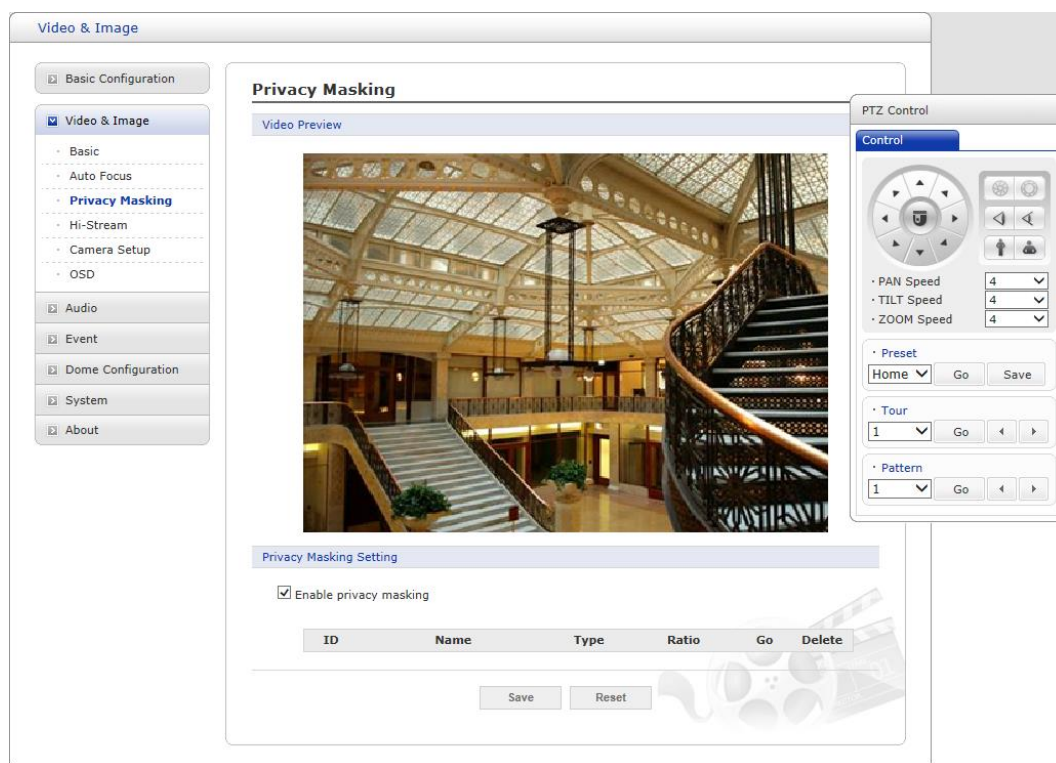 Video & Image
Basic Configuration
Video & Image
Basic
Auto Focus
Privacy Masking
Hi-Stream
Camera Setup
OSD
Audio
Event
Dome Configuration
System
About
Privacy Masking
Video Preview
Privacy Masking Setting
Enable privacy masking
ID Name Type Ratio Go Delete
Save Reset
PTZ Control
Control
· PAN Speed 4
· TILT Speed 4
· ZOOM Speed 4
· Preset
Home Go Save
· Tour
1 Go
· Pattern
1 Go